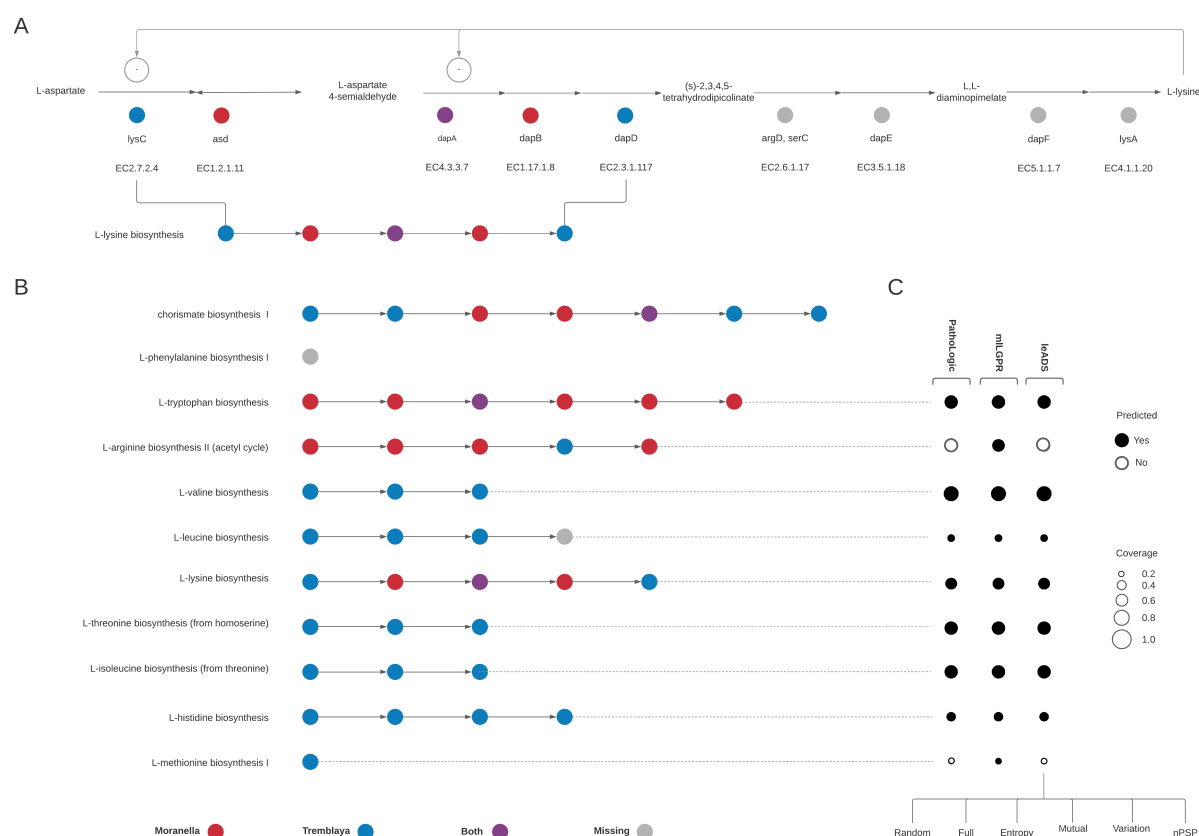 A
-
-
L-aspartate
L-aspartate
4-semialdehyde
(s)-2,3,4,5-
tetrahydrodipicolinate
L,L-
diaminopimelate
L-lysine
lysC
asd
dapA
dapB
dapD
argD, serC
dapE
dapF
lysA
EC2.7.2.4
EC1.2.1.11
EC4.3.3.7
EC1.17.1.8
EC2.3.1.117
EC2.6.1.17
EC3.5.1.18
EC5.1.1.7
EC4.1.1.20
L-lysine biosynthesis
B
chorismate biosynthesis I
L-phenylalanine biosynthesis I
L-tryptophan biosynthesis
L-arginine biosynthesis II (acetyl cycle)
L-valine biosynthesis
L-leucine biosynthesis
L-lysine biosynthesis
L-threonine biosynthesis (from homoserine)
L-isoleucine biosynthesis (from threonine)
L-histidine biosynthesis
L-methionine biosynthesis I
Moranella
Tremblaya
Both
Missing
C
PathoLogic
mlLGPR
leADS
Predicted
Yes
No
Coverage
0.2
0.4
0.6
0.8
1.0
Random
Full
Entropy
Mutual
Variation
nPSP